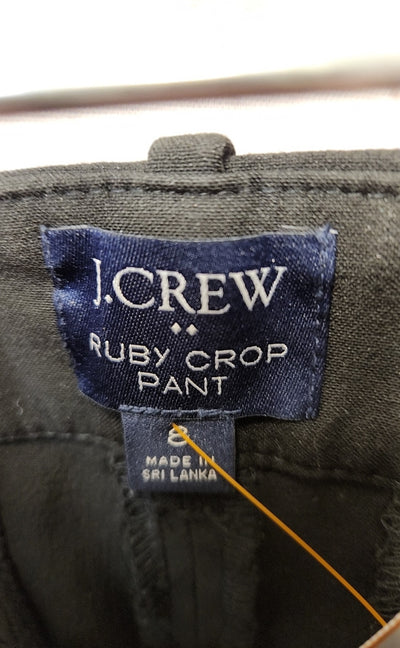 J.CREW
RUBY CROP
PANT
8
MADE IN
SRI LANKA